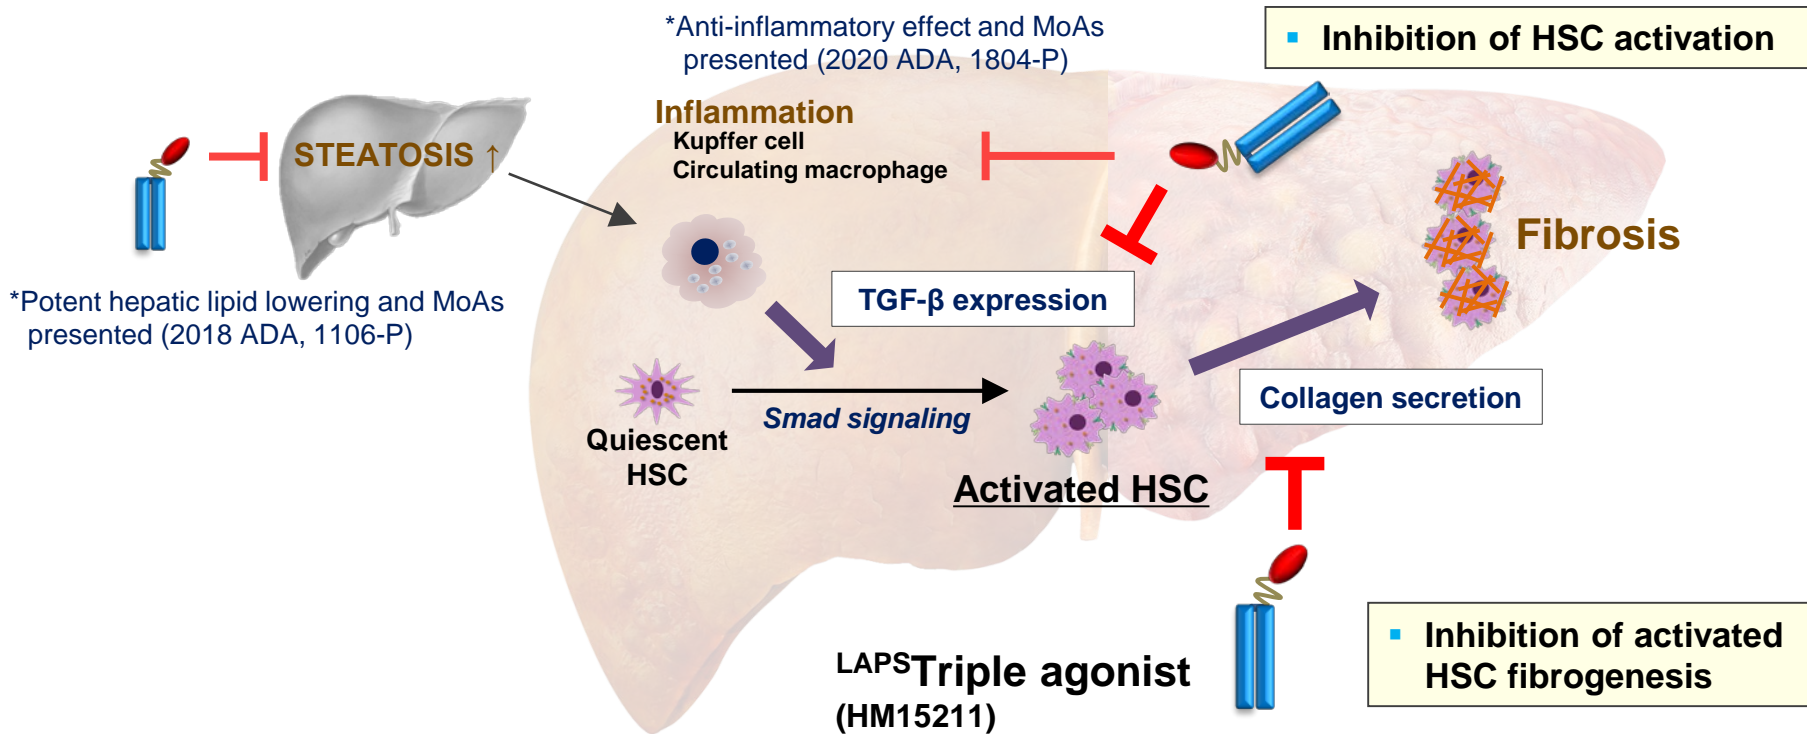 *Anti-inflammatory effect and MoAs
presented (2020 ADA, 1804-P)
▪ Inhibition of HSC activation
Inflammation
Kupffer cell
Circulating macrophage
STEATOSIS ↑
Fibrosis
*Potent hepatic lipid lowering and MoAs
presented (2018 ADA, 1106-P)
TGF-β expression
Smad signaling
Collagen secretion
Quiescent
HSC
Activated HSC
LAPSTriple agonist
(HM15211)
▪ Inhibition of activated
HSC fibrogenesis